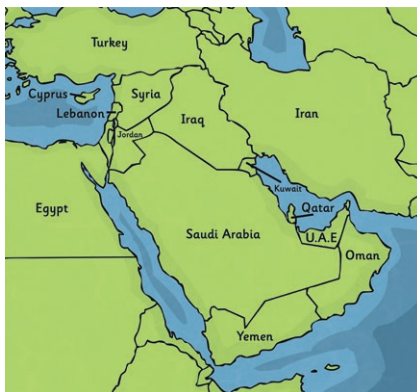 Turkey
Cyprus
Syria
Lebanon
Iraq
Iran
Jordan
Kuwait
Egypt
Qatar
Saudi Arabia
U.A.E
Oman
Yemen